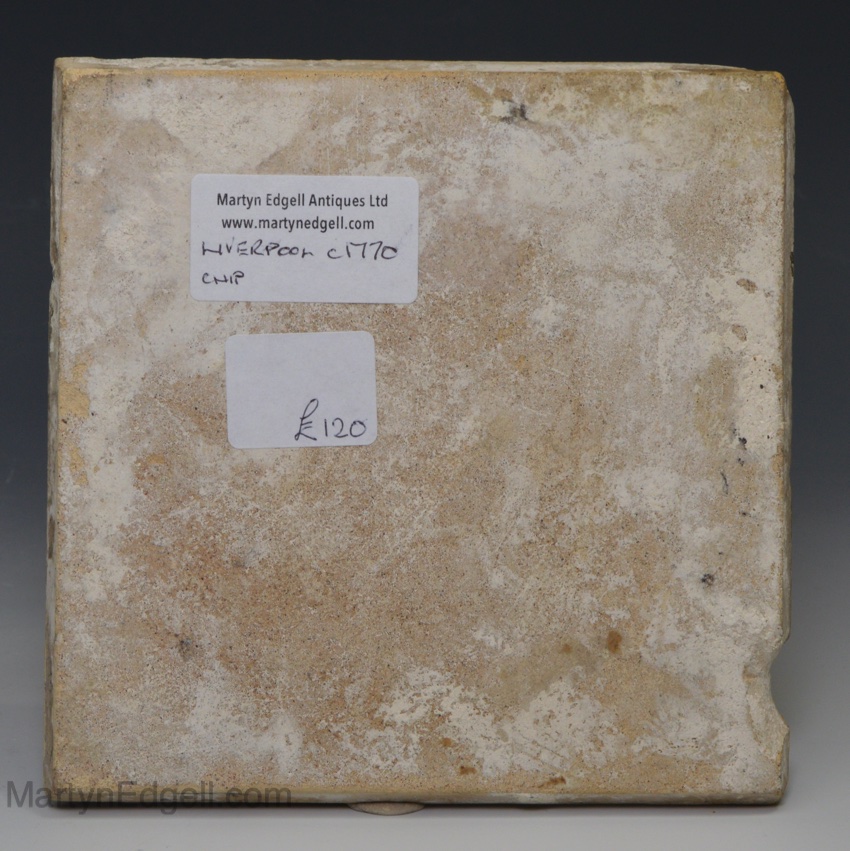 Martyn Edgell Antiques Ltd
www.martynedgell.com
LIVERPOOL c1770
CHIP
£120
MartynEdgell.com